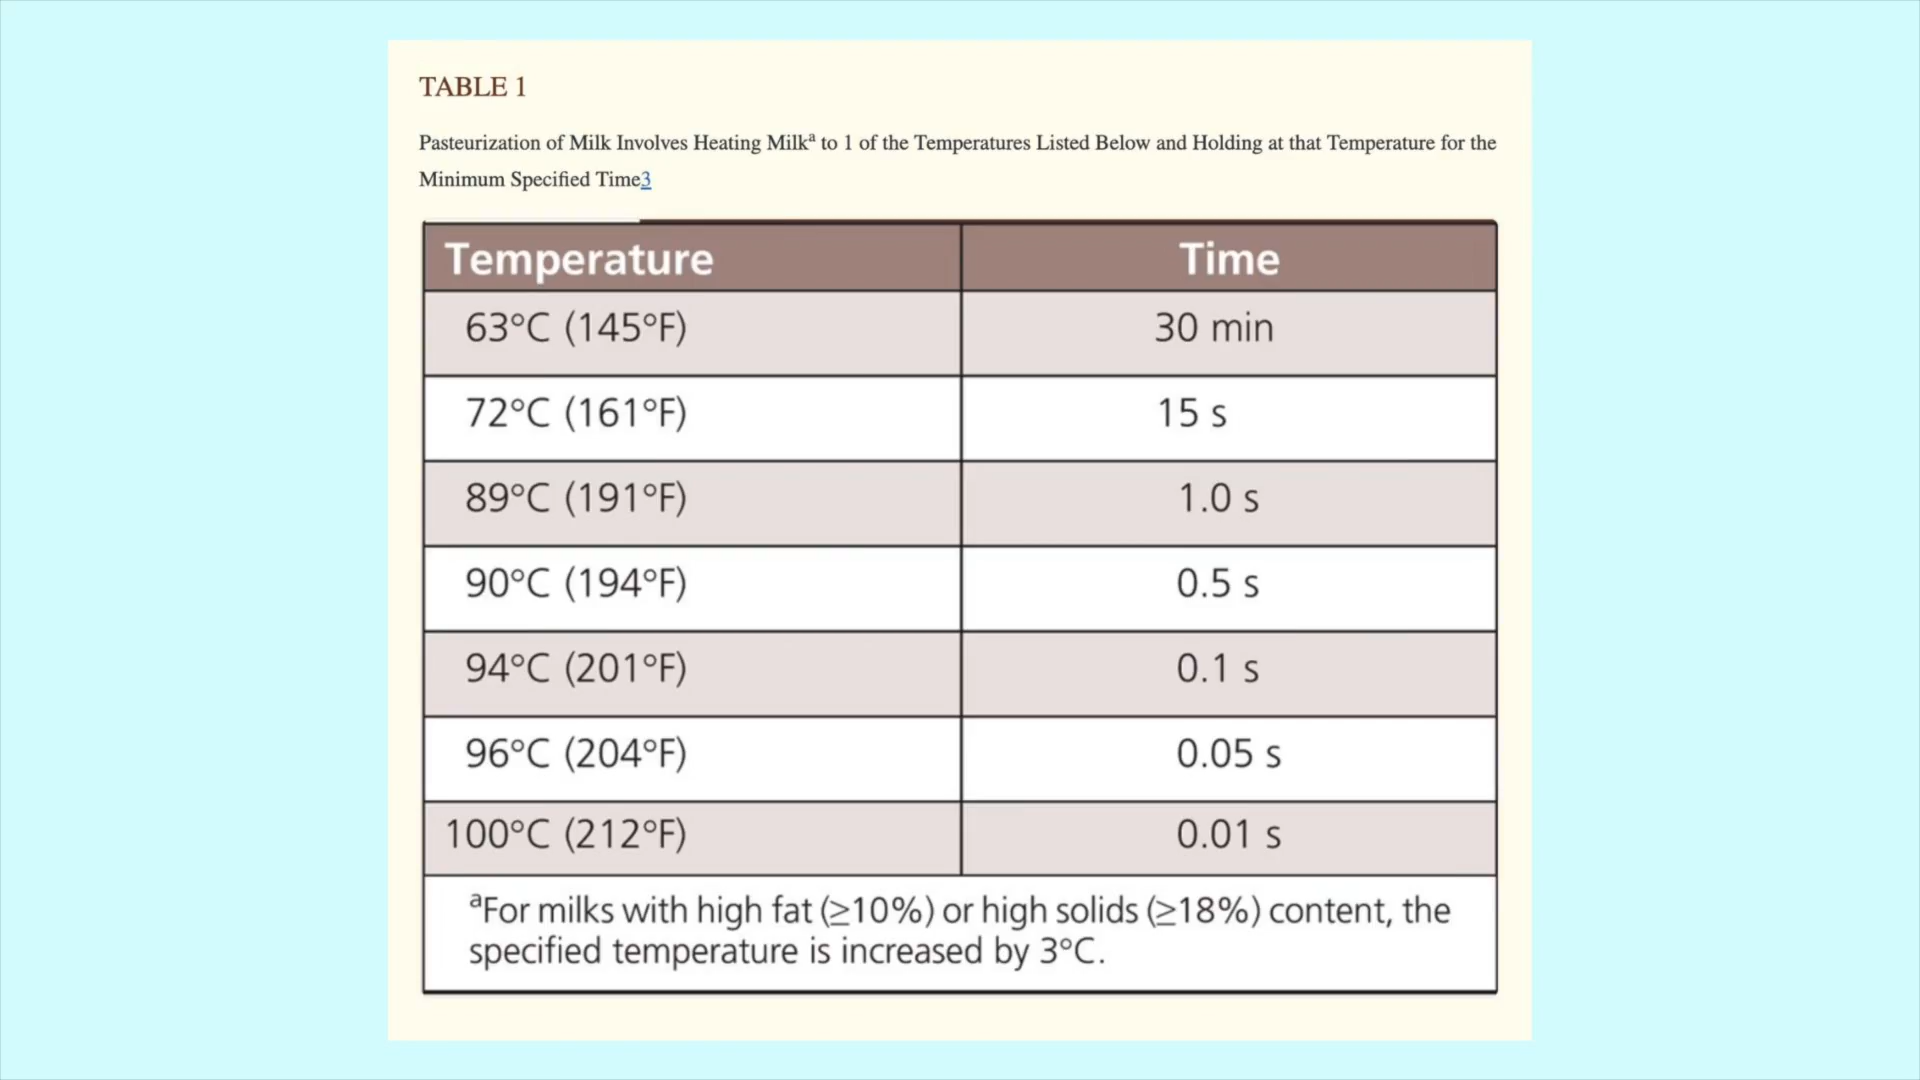 TABLE 1
Pasteurization of Milk Involves Heating Milkª to 1 of the Temperatures Listed Below and Holding at that Temperature for the
Minimum Specified Time3
Temperature Time
63°C (145°F) 30 min
72°C (161°F) 15 s
89°C (191°F) 1.0 s
90°C (194°F) 0.5 s
94°C (201°F) 0.1 s
96°C (204°F) 0.05 s
100°C (212°F) 0.01 s
ªFor milks with high fat (≥10%) or high solids (≥18%) content, the
specified temperature is increased by 3°C.